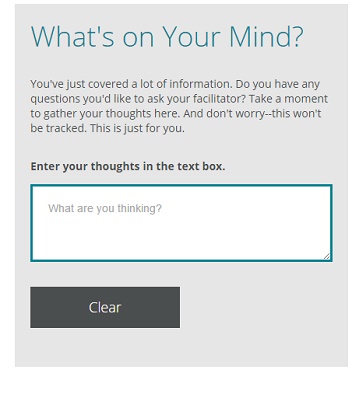 What's on Your Mind?
You've just covered a lot of information. Do you have any
questions you'd like to ask your facilitator? Take a moment
to gather your thoughts here. And don't worry--this won't
be tracked. This is just for you.
Enter your thoughts in the text box.
What are you thinking?
Clear